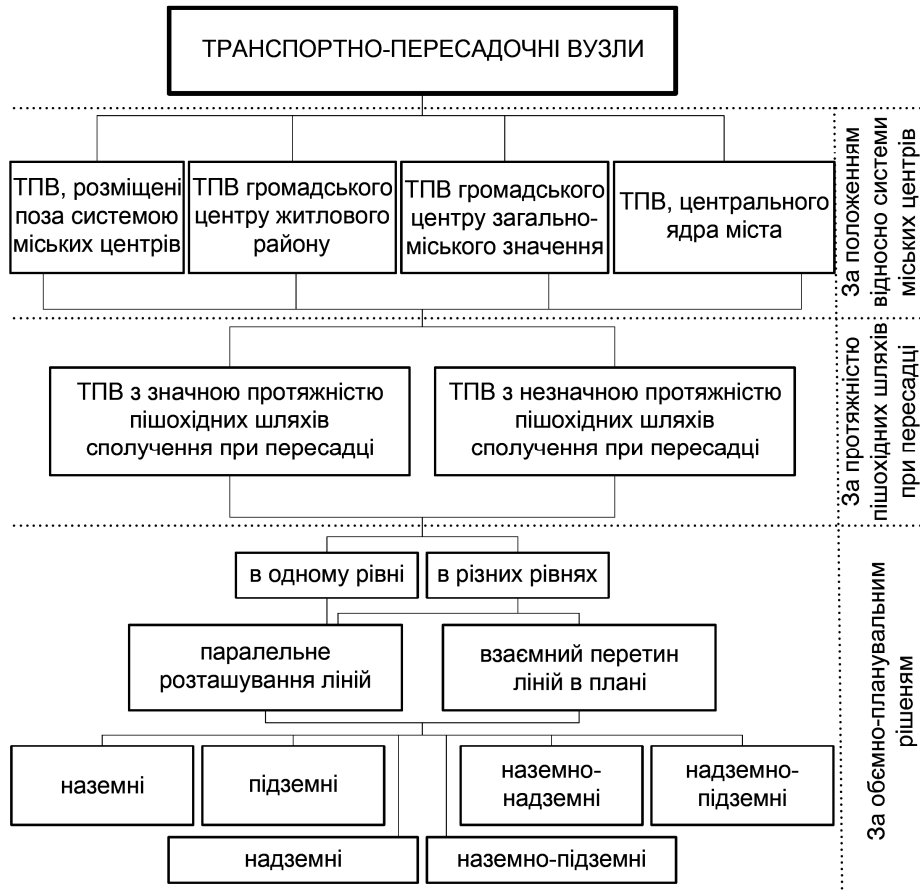 ТРАНСПОРТНО-ПЕРЕСАДОЧНІ ВУЗЛИ
ТПВ, розміщені
поза системою
міських центрів
ТПВ громадського
центру житлового
району
ТПВ громадського
центру загально-
міського значення
ТПВ, центрального
ядра міста
За положенням
відносно системи
міських центрів
ТПВ з значною протяжністю
пішохідних шляхів
сполучення при пересадці
ТПВ з незначною протяжністю
пішохідних шляхів
сполучення при пересадці
За протяжністю
пішохідних шляхів
при пересадці
в одному рівні
в різних рівнях
паралельне
розташування ліній
взаємний перетин
ліній в плані
наземні
підземні
наземно-
надземні
надземно-
підземні
надземні
наземно-підземні
За обємно-планувальним
рішеням